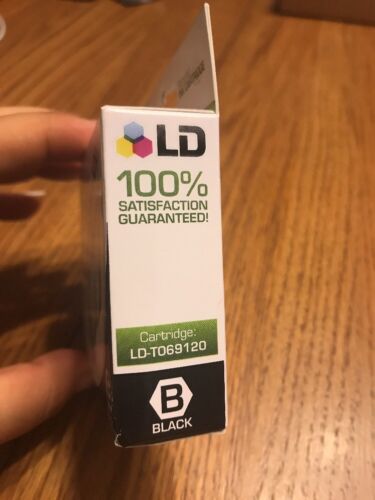 LD
100%
SATISFACTION
GUARANTEED!
Cartridge:
LD-T069120
B
BLACK